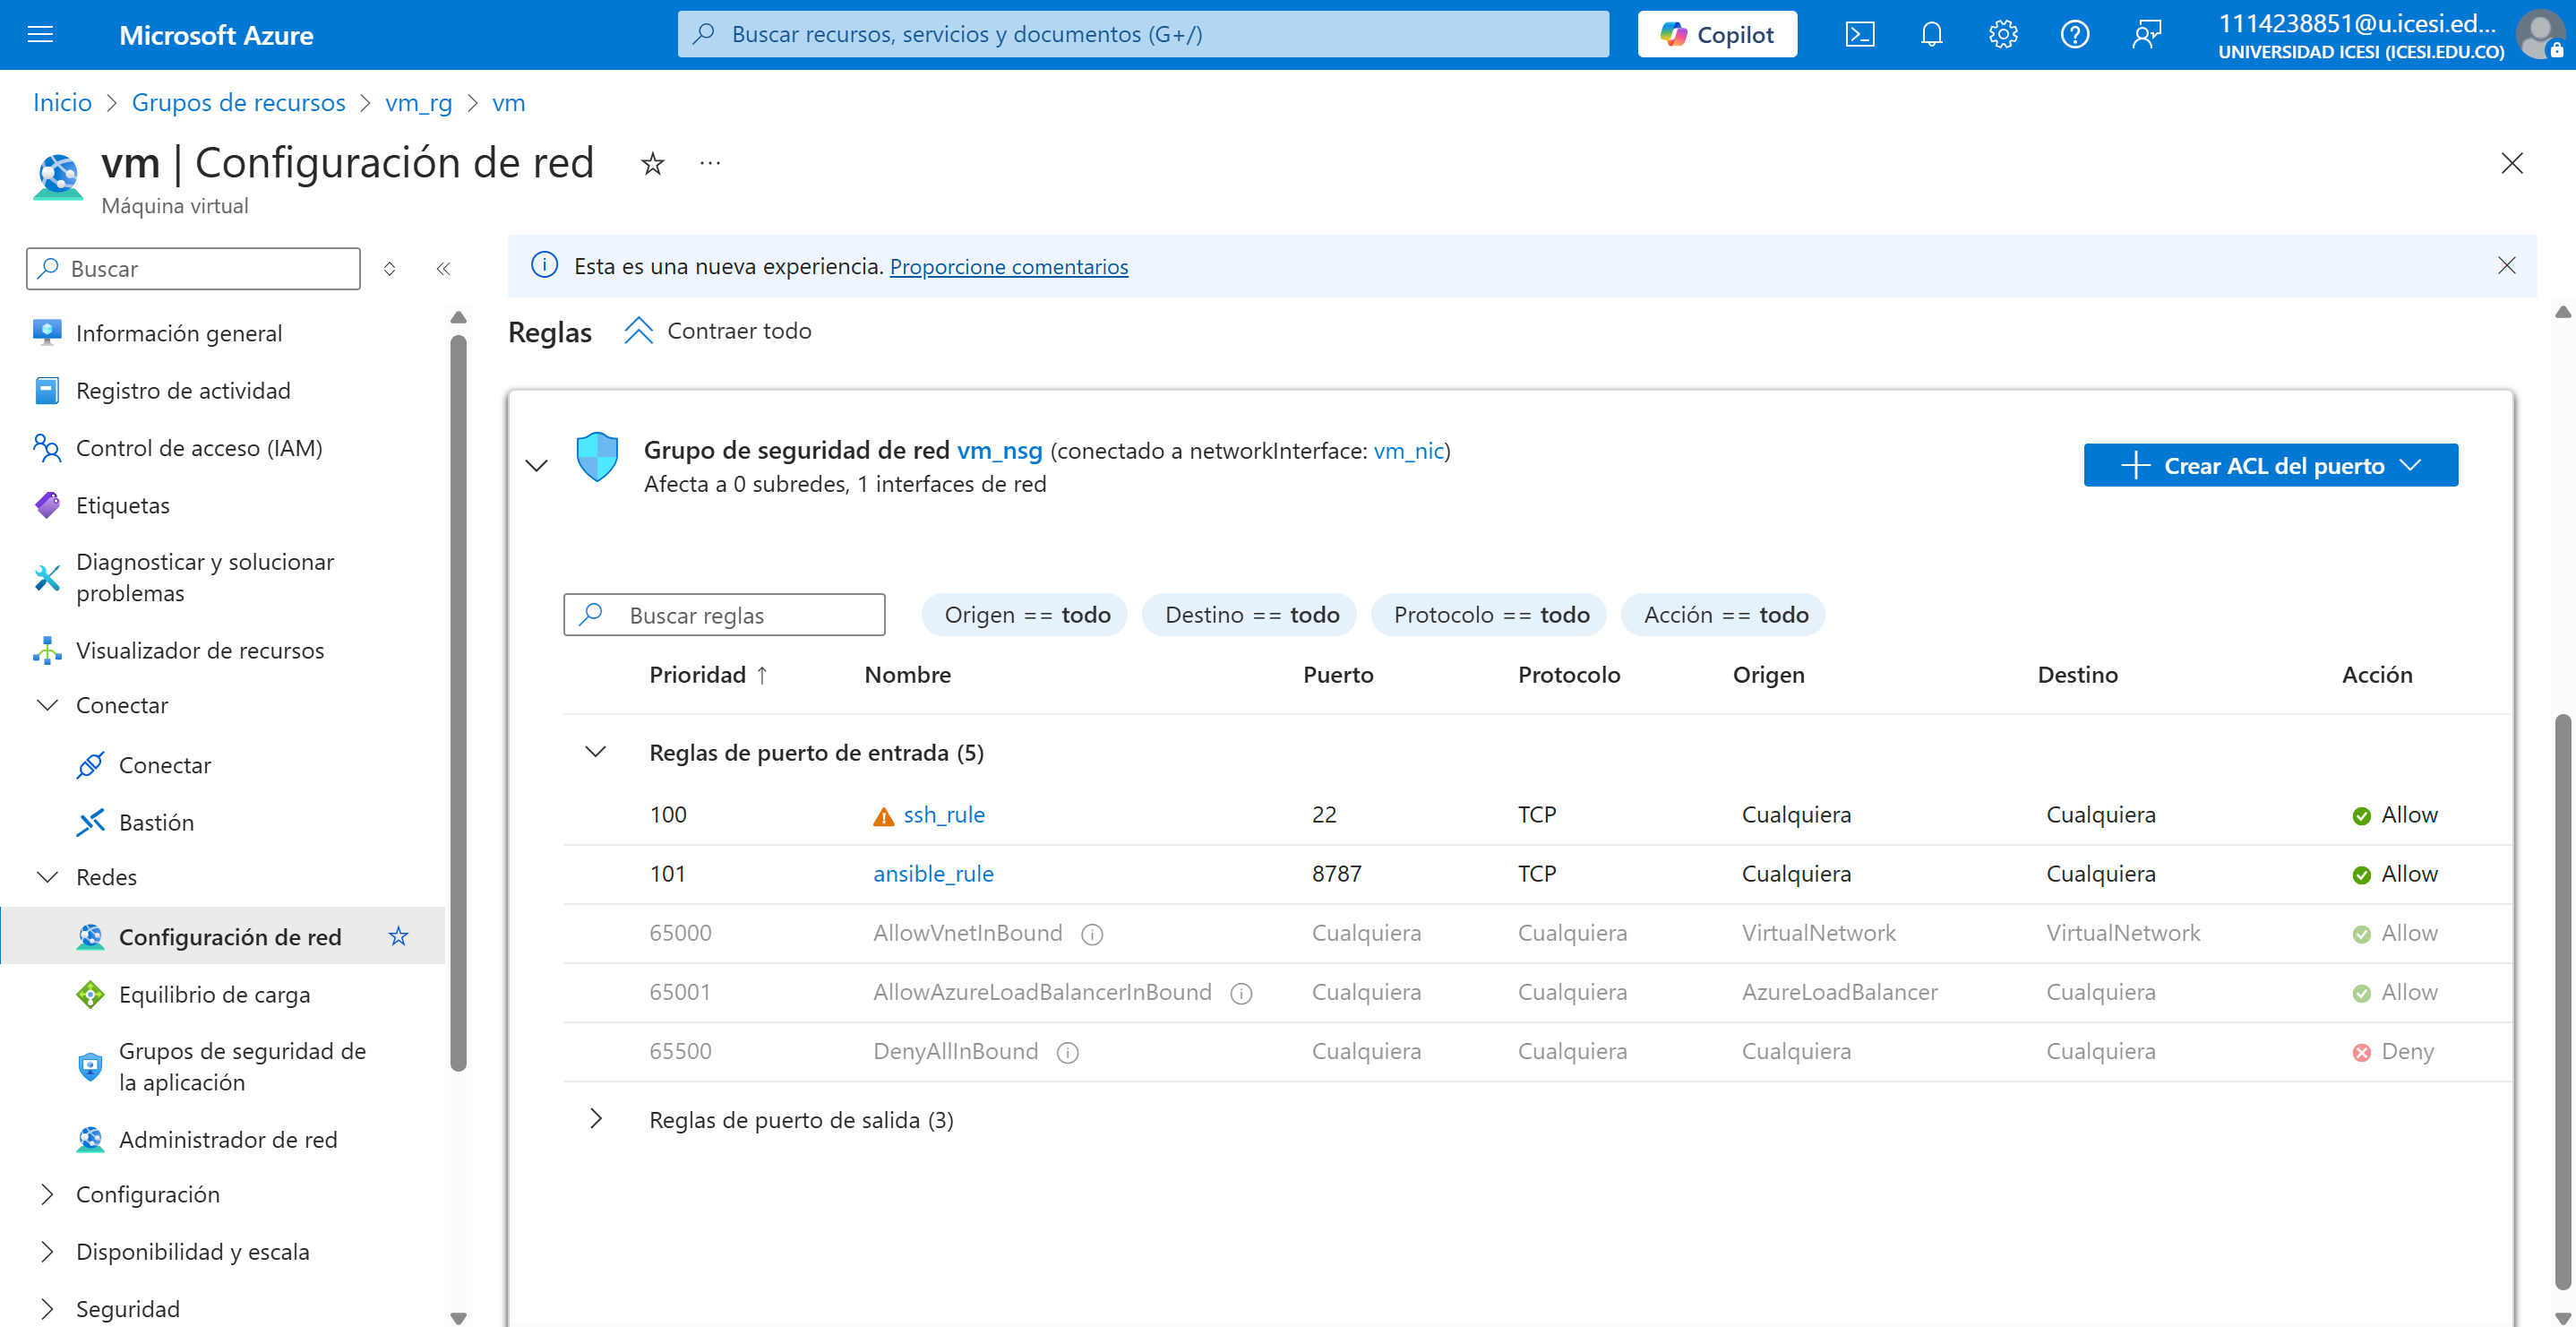 Microsoft Azure
Buscar recursos, servicios y documentos (G+/)
Copilot
1114238851@u.icesi.ed...
UNIVERSIDAD ICESI (ICESI.EDU.CO)
Inicio > Grupos de recursos > vm_rg > vm
vm | Configuración de red
Máquina virtual
Buscar
Información general
Registro de actividad
Control de acceso (IAM)
Etiquetas
Diagnosticar y solucionar
problemas
Visualizador de recursos
Conectar
Conectar
Bastión
Redes
Configuración de red
Equilibrio de carga
Grupos de seguridad de
la aplicación
Administrador de red
Configuración
Disponibilidad y escala
Seguridad
Esta es una nueva experiencia. Proporcione comentarios
Reglas
Contraer todo
Grupo de seguridad de red vm_nsg (conectado a networkInterface: vm_nic)
Afecta a 0 subredes, 1 interfaces de red
Crear ACL del puerto
Buscar reglas
Origen == todo
Destino == todo
Protocolo == todo
Acción == todo
Prioridad ↑ Nombre Puerto Protocolo Origen Destino Acción
Reglas de puerto de entrada (5)
100 ssh_rule 22 TCP Cualquiera Cualquiera Allow
101 ansible_rule 8787 TCP Cualquiera Cualquiera Allow
65000 AllowVnetInBound Cualquiera Cualquiera VirtualNetwork VirtualNetwork Allow
65001 AllowAzureLoadBalancerInBound Cualquiera Cualquiera AzureLoadBalancer Cualquiera Allow
65500 DenyAllInBound Cualquiera Cualquiera Cualquiera Cualquiera Deny
Reglas de puerto de salida (3)